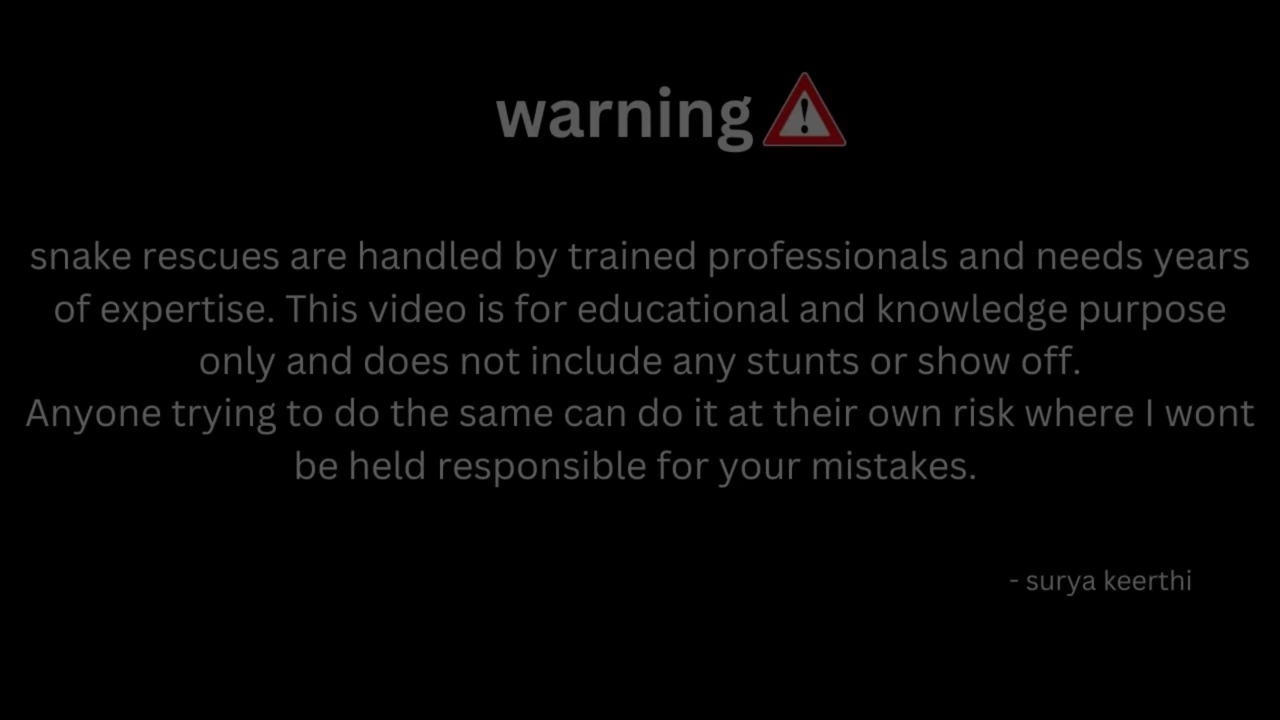 warning
snake rescues are handled by trained professionals and needs years
of expertise. This video is for educational and knowledge purpose
only and does not include any stunts or show off.
Anyone trying to do the same can do it at their own risk where I wont
be held responsible for your mistakes.
- surya keerthi